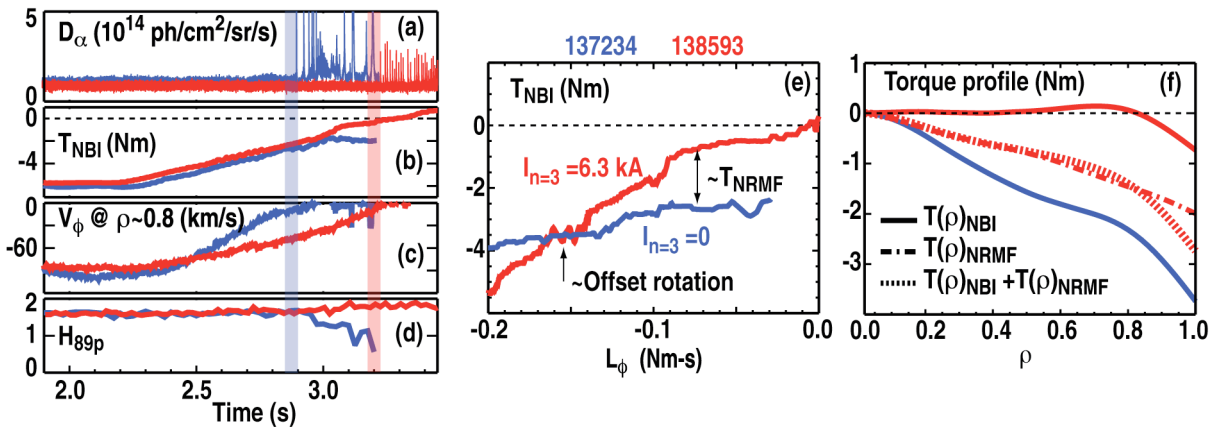 5
D_α (10^14 ph/cm^2/sr/s)
(a)
0
0
T_NBI (Nm)
-4
(b)
V_ϕ @ ρ~0.8 (km/s)
-60
(c)
2
1
H_89p
(d)
0
2.0 2.5 3.0
Time (s)
137234 138593
T_NBI (Nm)
(e)
0
I_n=3 =6.3 kA
~T_NRMF
-2
I_n=3 =0
-4
~Offset rotation
-6
-0.2 -0.1 0.0
L_ϕ (Nm-s)
1
Torque profile (Nm)
(f)
0
-1
-2
T(ρ)_NBI
T(ρ)_NRMF
-3
T(ρ)_NBI +T(ρ)_NRMF
0.0 0.2 0.4 0.6 0.8 1.0
ρ